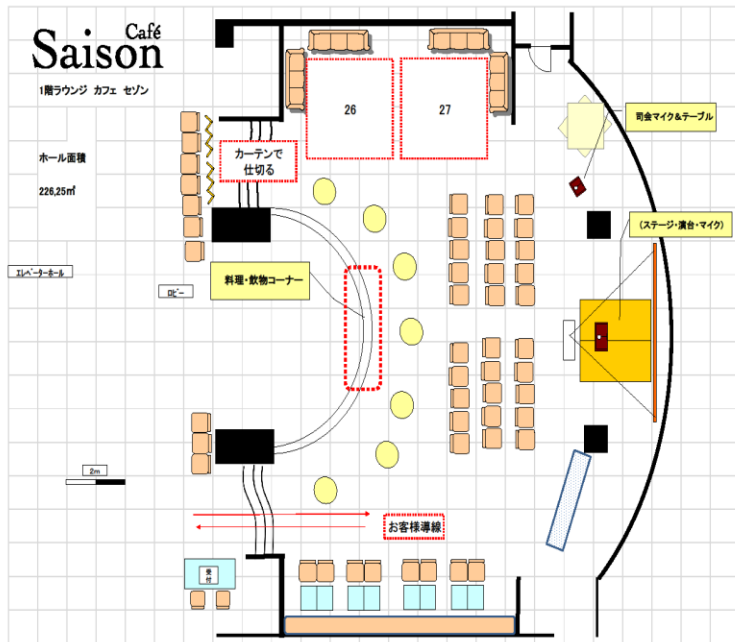 Café
Saison
1階ラウンジ カフェ セゾン
ホール面積
226,25㎡
26
27
司会マイク&テーブル
カーテンで
仕切る
(ステージ・演台・マイク)
エレベーターホール
ロビー
料理・飲物コーナー
2m
お客様導線
受付